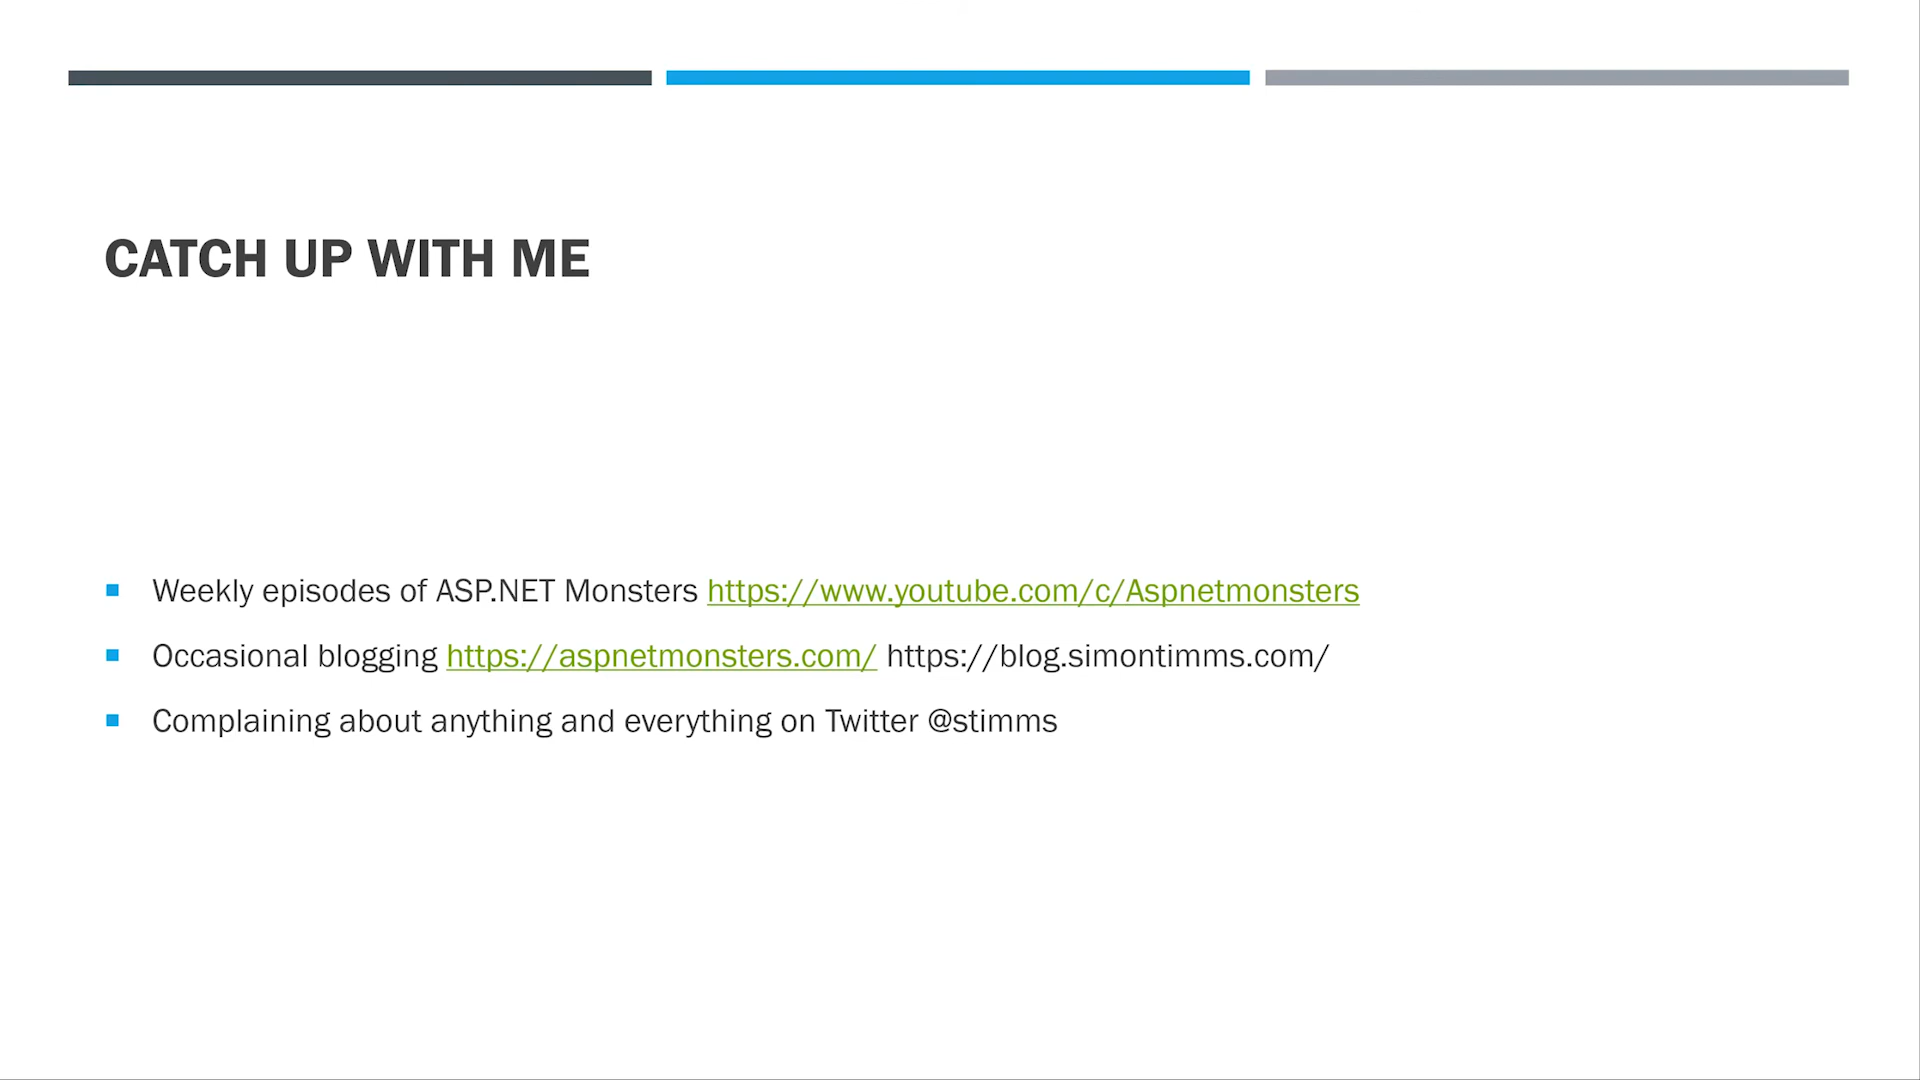 CATCH UP WITH ME
Weekly episodes of ASP.NET Monsters https://www.youtube.com/c/Aspnetmonsters
Occasional blogging https://aspnetmonsters.com/ https://blog.simontimms.com/
Complaining about anything and everything on Twitter @stimms